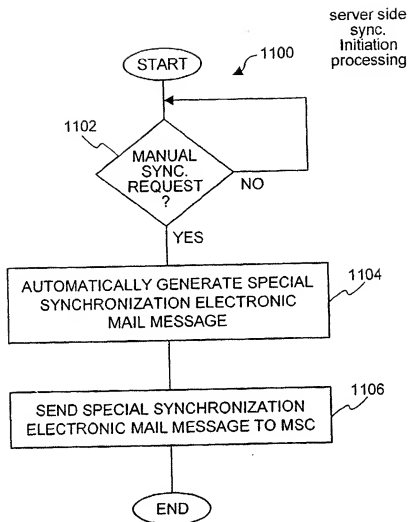 server side
sync.
Initiation
processing
START
1100
1102
MANUAL
SYNC.
REQUEST
?
NO
YES
1104
AUTOMATICALLY GENERATE SPECIAL
SYNCHRONIZATION ELECTRONIC
MAIL MESSAGE
1106
SEND SPECIAL SYNCHRONIZATION
ELECTRONIC MAIL MESSAGE TO MSC
END